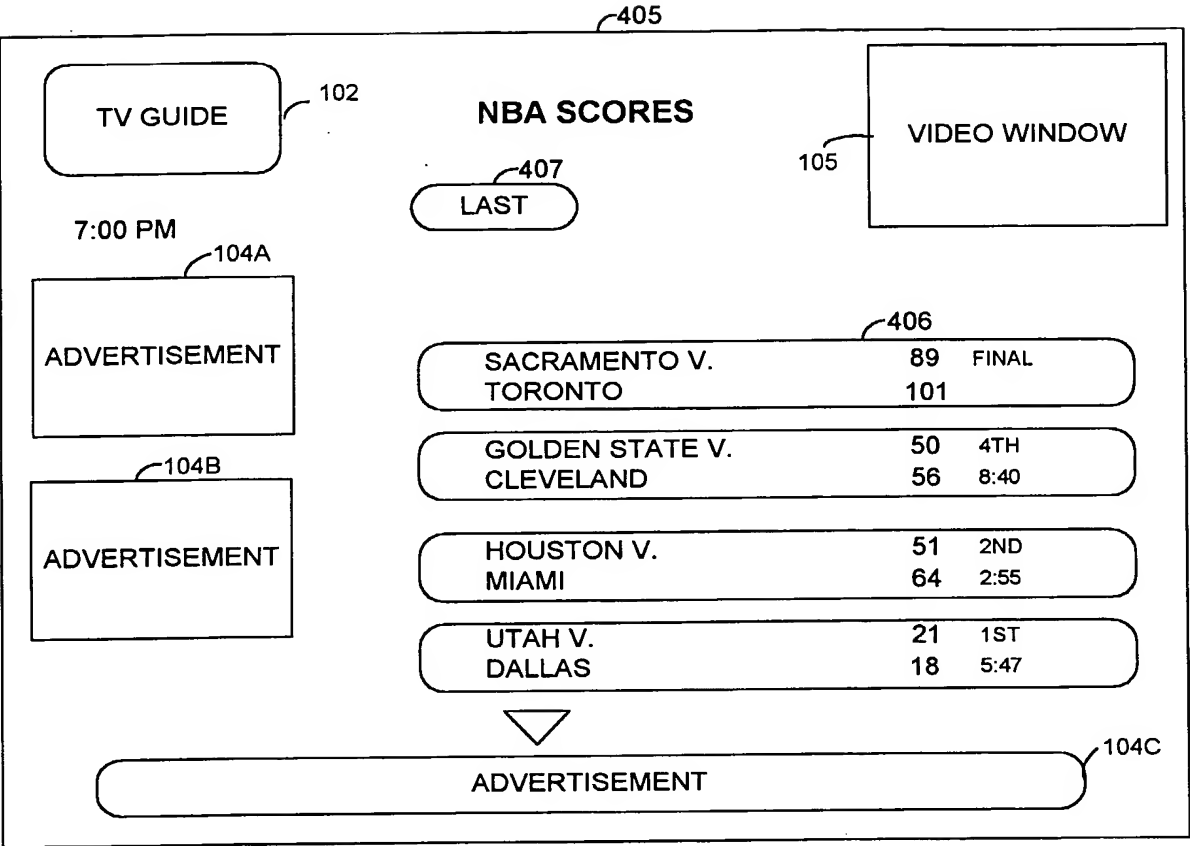 405
TV GUIDE
102
NBA SCORES
VIDEO WINDOW
105
407
LAST
7:00 PM
104A
ADVERTISEMENT
104B
ADVERTISEMENT
406
SACRAMENTO V. 89 FINAL
TORONTO 101
GOLDEN STATE V. 50 4TH
CLEVELAND 56 8:40
HOUSTON V. 51 2ND
MIAMI 64 2:55
UTAH V. 21 1ST
DALLAS 18 5:47
104C
ADVERTISEMENT